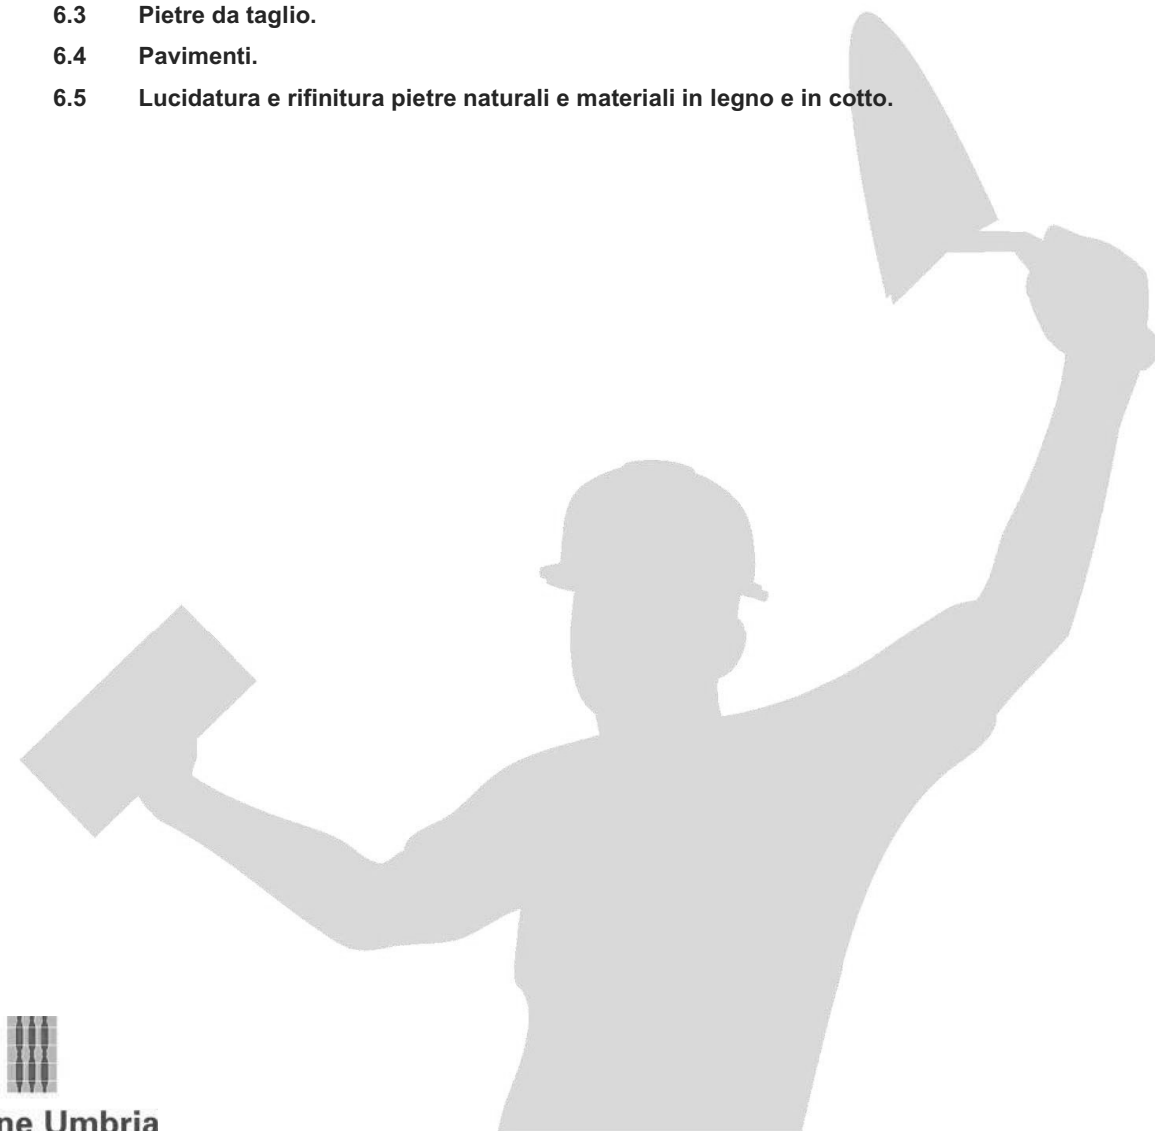 6.3 Pietre da taglio.
6.4 Pavimenti.
6.5 Lucidatura e rifinitura pietre naturali e materiali in legno e in cotto.
ne Umbria